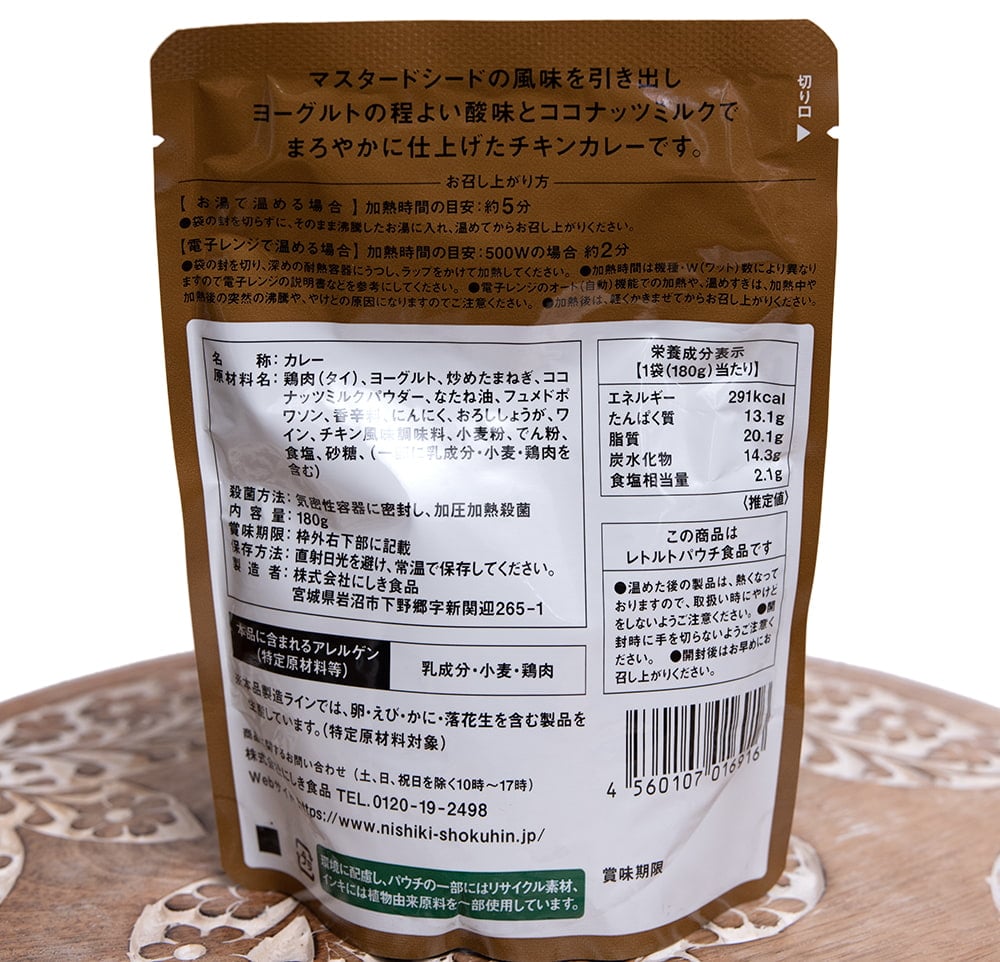 マスタードシードの風味を引き出し
ヨーグルトの程よい酸味とココナッツミルクで
まろやかに仕上げたチキンカレーです。
切り口
お召し上がり方
【お湯で温める場合】加熱時間の目安:約5分
●袋の封を切らずに、そのまま沸騰したお湯に入れ、温めてからお召し上がりください。
【電子レンジで温める場合】加熱時間の目安:500Wの場合 約2分
●袋の封を切り、深めの耐熱容器にうつし、ラップをかけて加熱してください。 ●加熱時間は機種・W(ワット)数により異なり
ますので電子レンジの説明書などを参考にしてください。 ●電子レンジのオート(自動)機能での加熱や、温めすぎは、加熱中や
加熱後の突然の沸騰や、やけどの原因になりますのでご注意ください。 ●加熱後は、軽くかきまぜてからお召し上がりください。
名称:カレー
原材料名:鶏肉(タイ)、ヨーグルト、炒めたまねぎ、ココ
ナッツミルクパウダー、なたね油、フュメドポ
ワソン、香辛料、にんにく、おろししょうが、ワ
イン、チキン風味調味料、小麦粉、でん粉、
食塩、砂糖、(一部に乳成分・小麦・鶏肉を
含む)
殺菌方法:気密性容器に密封し、加圧加熱殺菌
内容量:180g
賞味期限:枠外右下部に記載
保存方法:直射日光を避け、常温で保存してください。
製造者:株式会社にしき食品
宮城県岩沼市下野郷字新関迎265-1
栄養成分表示
【1袋(180g)当たり】
エネルギー 291kcal
たんぱく質 13.1g
脂質 20.1g
炭水化物 14.3g
食塩相当量 2.1g
〈推定値〉
この商品は
レトルトパウチ食品です
●温めた後の製品は、熱くなって
おりますので、取扱い時にやけど
をしないようご注意ください。●開
封時に手を切らないようご注意く
ださい。 ●開封後はお早めにお
召し上がりください。
本品に含まれるアレルゲン
(特定原材料等)
乳成分・小麦・鶏肉
※本品製造ラインでは、卵・えび・かに・落花生を含む製品を
生産しています。(特定原材料対象)
商品に関するお問い合わせ(土、日、祝日を除く10時~17時)
株式会社にしき食品 TEL.0120-19-2498
Webサイト https://www.nishiki-shokuhin.jp/
4 560107 016916
賞味期限
環境に配慮し、パウチの一部にはリサイクル素材、
インキには植物由来原料を一部使用しています。